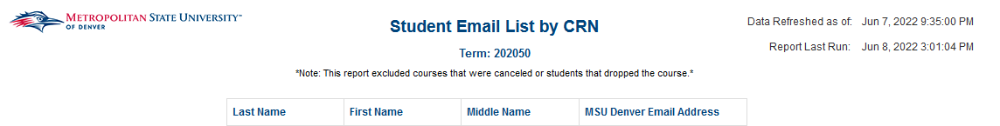 METROPOLITAN STATE UNIVERSITY™
OF DENVER
Student Email List by CRN
Data Refreshed as of: Jun 7, 2022 9:35:00 PM
Report Last Run: Jun 8, 2022 3:01:04 PM
Term: 202050
*Note: This report excluded courses that were canceled or students that dropped the course.*
Last Name First Name Middle Name MSU Denver Email Address